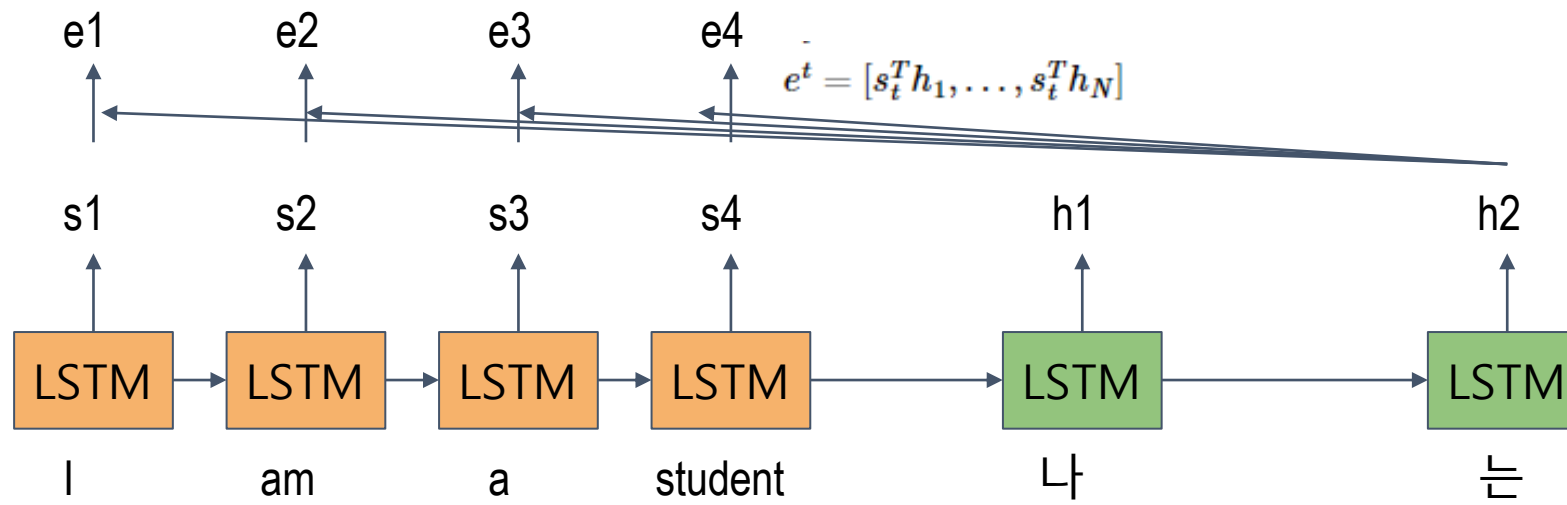 e1 e2 e3 e4
e^t = [s_t^T h_1, . . . , s_t^T h_N]
s1 s2 s3 s4 h1 h2
LSTM LSTM LSTM LSTM LSTM LSTM
I am a student 나 는